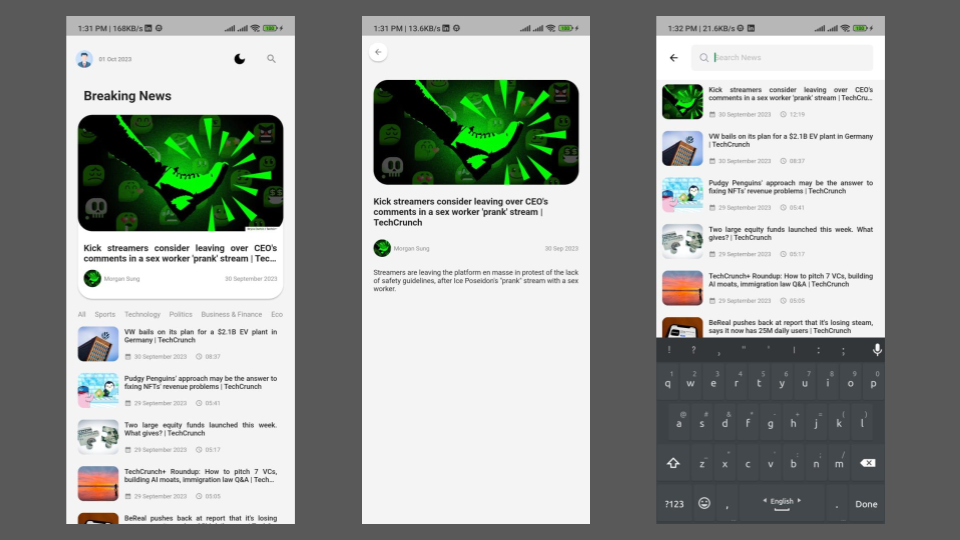 1:31 PM | 168KB/s
01 Oct 2023
Breaking News
Kick streamers consider leaving over CEO's
comments in a sex worker 'prank' stream | Tec...
Morgan Sung
30 September 2023
All Sports Technology Politics Business & Finance Eco
VW bails on its plan for a $2.1B EV plant in
Germany | TechCrunch
30 September 2023 08:37
Pudgy Penguins' approach may be the answer to
fixing NFTs' revenue problems | TechCrunch
29 September 2023 05:41
Two large equity funds launched this week.
What gives? | TechCrunch
29 September 2023 05:17
TechCrunch+ Roundup: How to pitch 7 VCs,
building AI moats, immigration law Q&A | Tech...
29 September 2023 05:05
BeReal pushes back at report that it's losing
1:31 PM | 13.6KB/s
Kick streamers consider leaving over CEO's
comments in a sex worker 'prank' stream |
TechCrunch
Morgan Sung
30 Sep 2023
Streamers are leaving the platform en masse in protest of the lack
of safety guidelines, after Ice Poseidon's "prank" stream with a sex
worker.
1:32 PM | 21.6KB/s
Search News
Kick streamers consider leaving over CEO's
comments in a sex worker 'prank' stream | TechCru...
30 September 2023 12:19
VW bails on its plan for a $2.1B EV plant in Germany
| TechCrunch
30 September 2023 08:37
Pudgy Penguins' approach may be the answer to
fixing NFTs' revenue problems | TechCrunch
29 September 2023 05:41
Two large equity funds launched this week. What
gives? | TechCrunch
29 September 2023 05:17
TechCrunch+ Roundup: How to pitch 7 VCs, building
AI moats, immigration law Q&A | TechCrunch
29 September 2023 05:05
BeReal pushes back at report that it's losing steam,
says it now has 25M daily users | TechCrunch
! ? , " ' | : ;
1 2 3 4 5 6 7 8 9 0
q w e r t y u i o p
@ # & * - + = ( )
a s d f g h j k l
z x c v b n m
?123 , English . Done